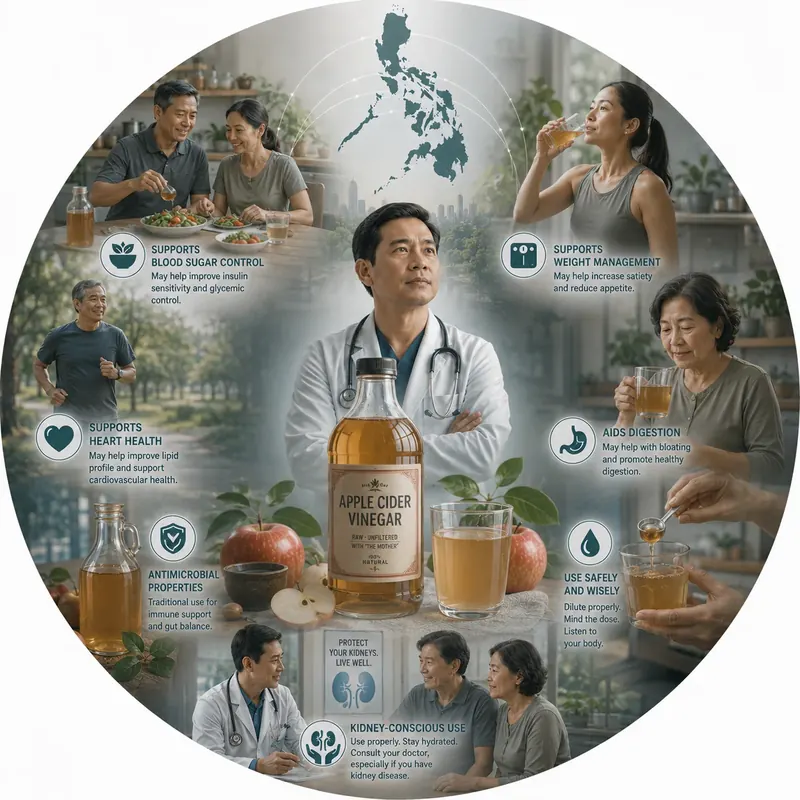 SUPPORTS
BLOOD SUGAR CONTROL
May help improve insulin
sensitivity and glycemic
control.
SUPPORTS
WEIGHT MANAGEMENT
May help increase satiety
and reduce appetite.
SUPPORTS
HEART HEALTH
May help improve lipid
profile and support
cardiovascular health.
AIDS DIGESTION
May help with bloating
and promote healthy
digestion.
APPLE CIDER
VINEGAR
RAW · UNFILTERED
WITH "THE MOTHER"
100%
NATURAL
ANTIMICROBIAL
PROPERTIES
Traditional use for
immune support
and gut balance.
USE SAFELY
AND WISELY
Dilute properly.
Mind the dose.
Listen to
your body.
PROTECT
YOUR KIDNEYS.
LIVE WELL.
KIDNEY-CONSCIOUS USE
Use properly. Stay hydrated.
Consult your doctor,
especially if you have
kidney disease.